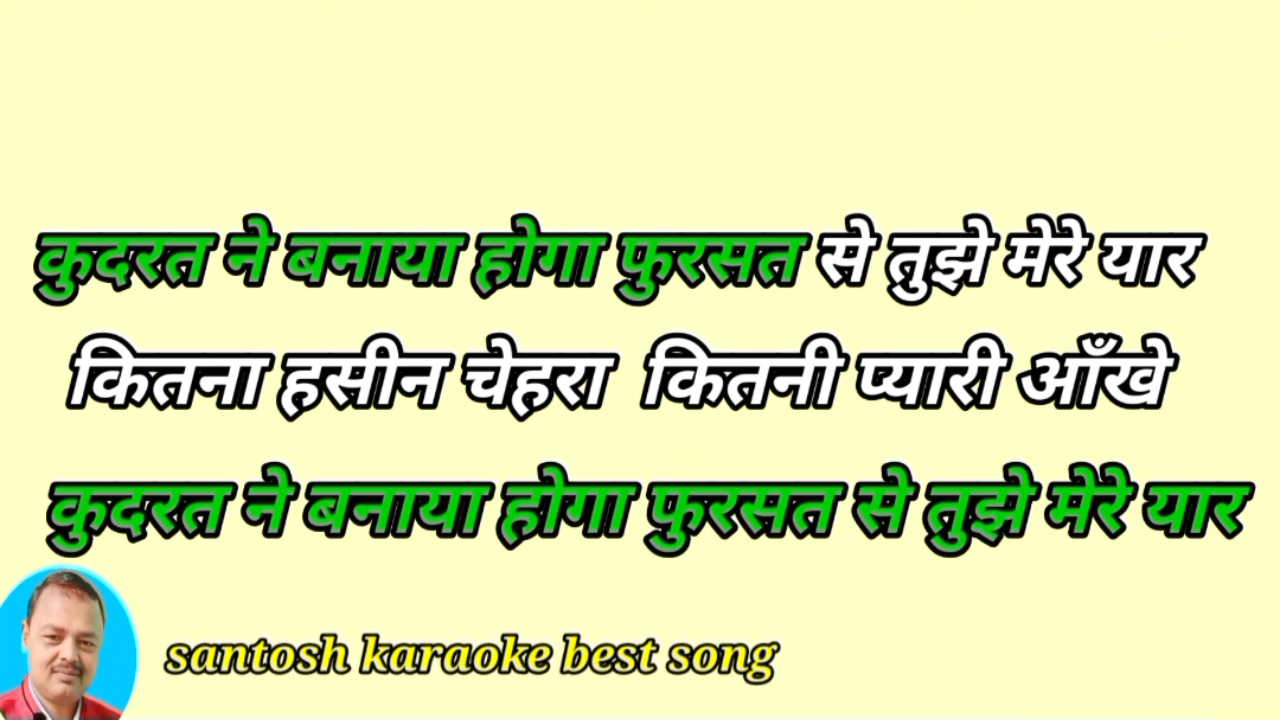 कुदरत ने बनाया होगा फुरसत से तुझे मेरे यार
कितना हसीन चेहरा कितनी प्यारी आँखे
कुदरत ने बनाया होगा फुरसत से तुझे मेरे यार
santosh karaoke best song